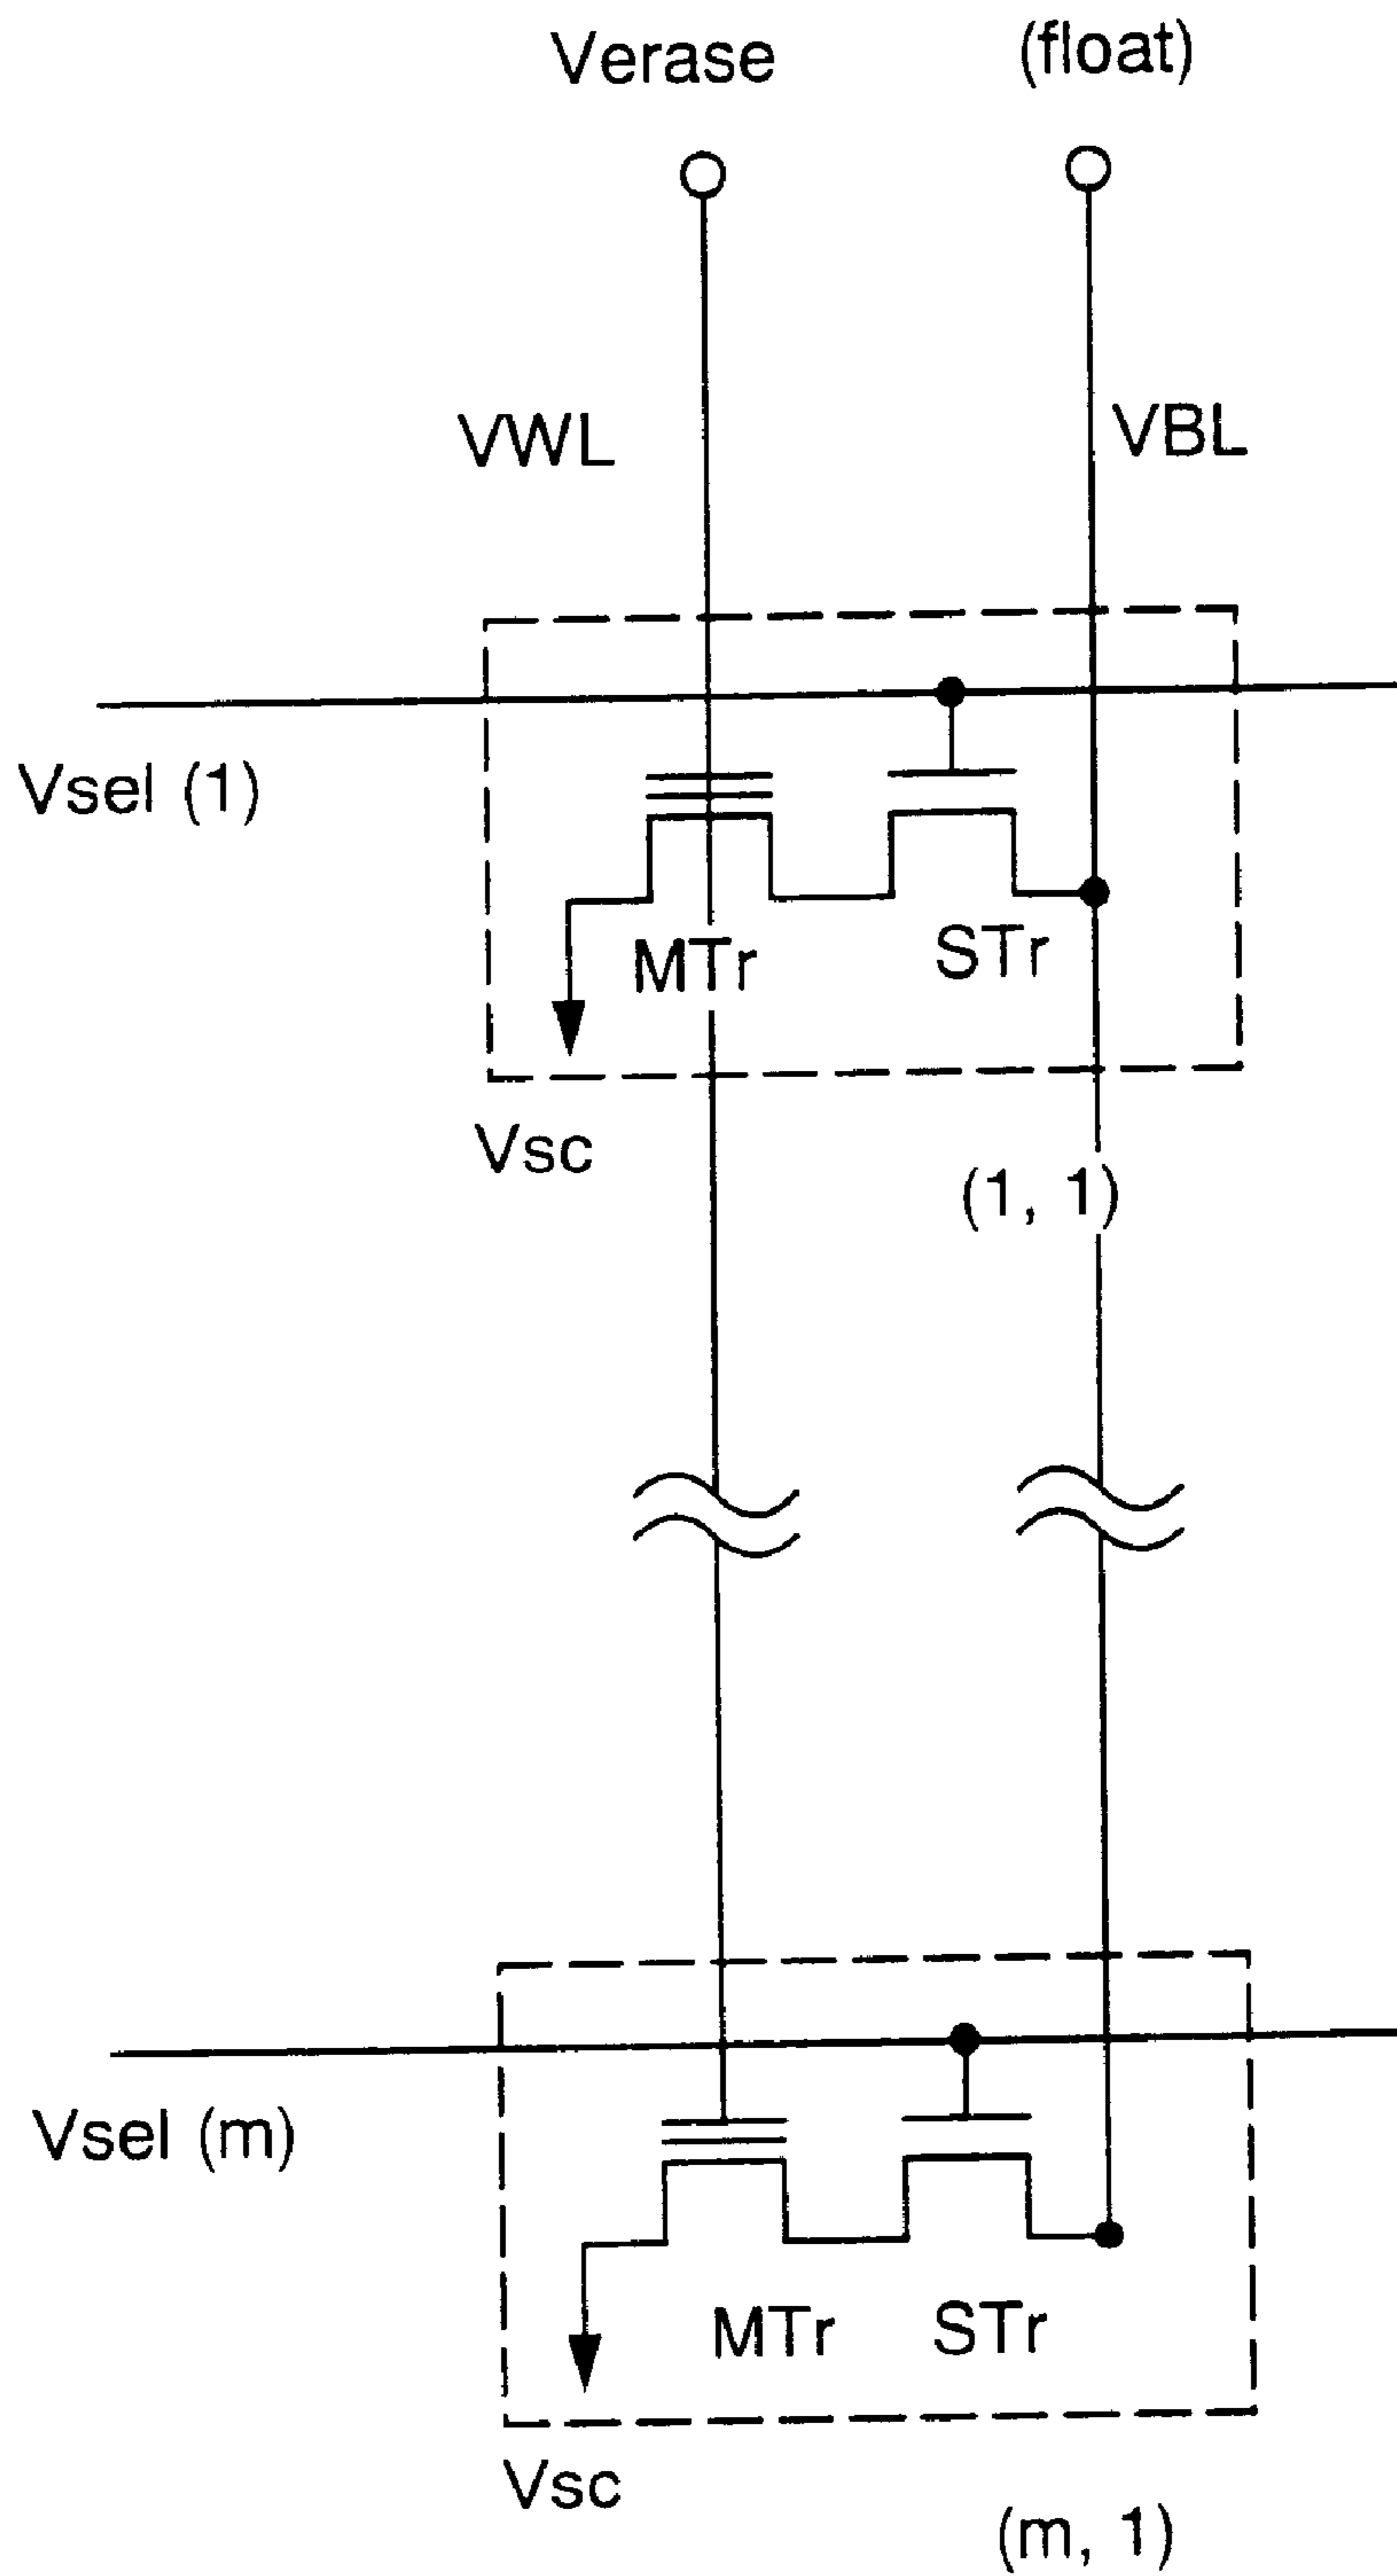 Verase (float)
VWL VBL
Vsel (1)
MTr STr
Vsc
(1, 1)
Vsel (m)
MTr STr
Vsc
(m, 1)